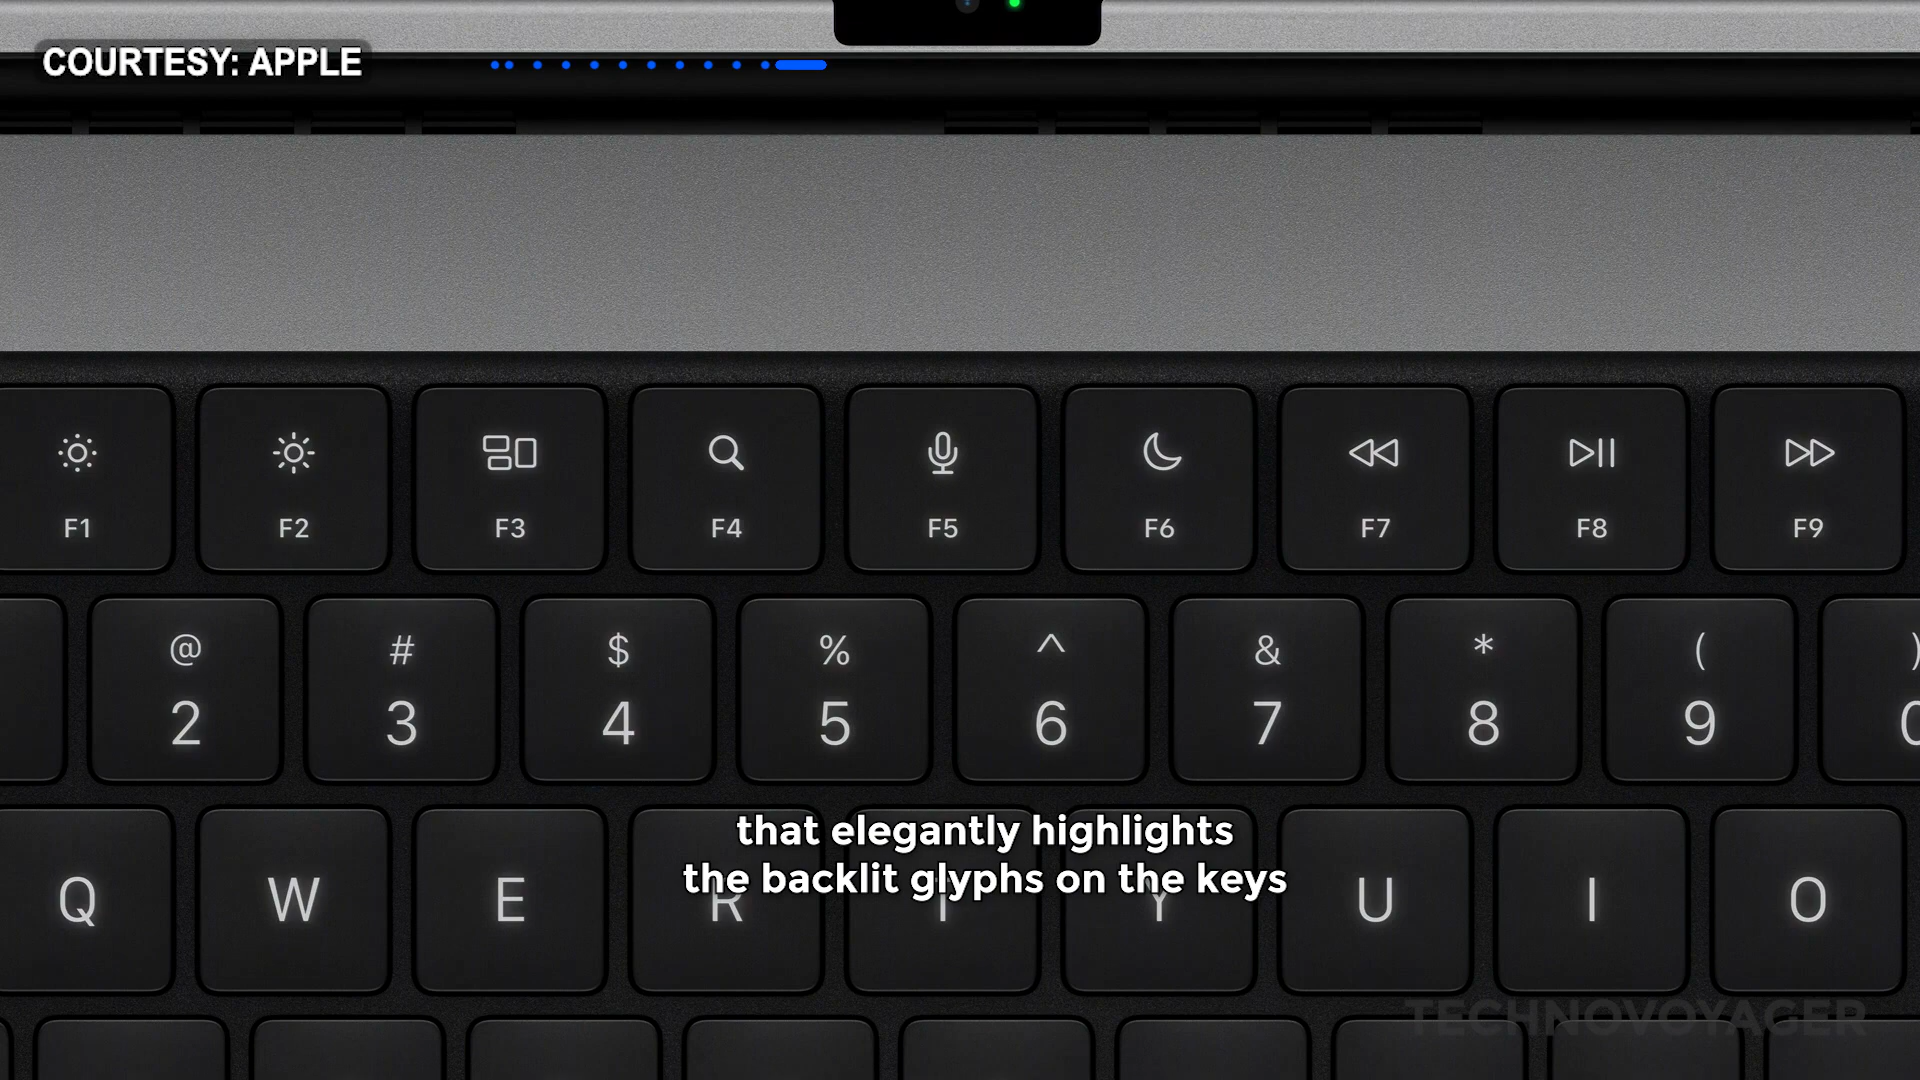 COURTESY: APPLE
F1 F2 F3 F4 F5 F6 F7 F8 F9
@ # $ % ^ & * ( )
2 3 4 5 6 7 8 9 0
that elegantly highlights
the backlit glyphs on the keys
Q W E R T Y U I O
TECHNOVOYAGER